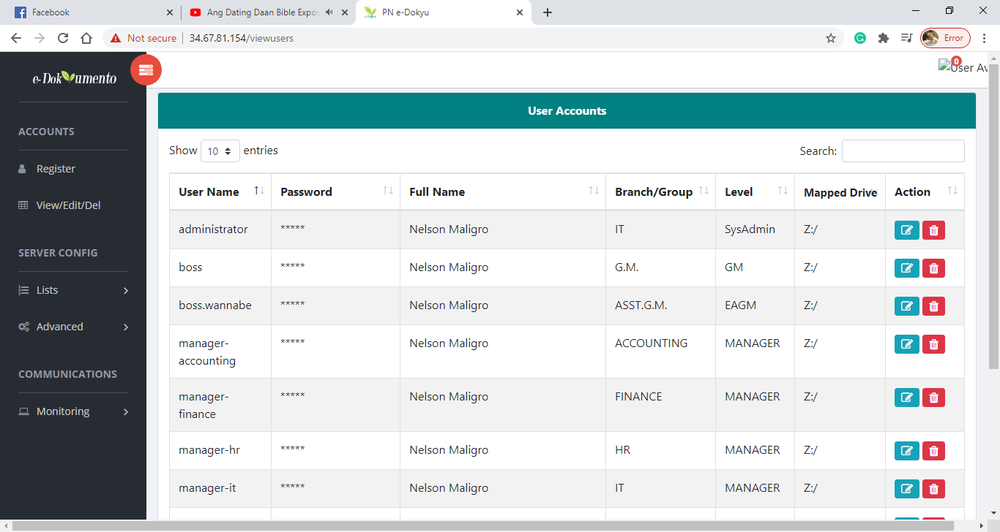 Facebook
Ang Dating Daan Bible Expos
PN e-Dokyu
Not secure
34.67.81.154/viewusers
Error
e-Dokumento
0
User Av
ACCOUNTS
Register
View/Edit/Del
SERVER CONFIG
Lists
Advanced
COMMUNICATIONS
Monitoring
User Accounts
Show 10 entries
Search:
User Name Password Full Name Branch/Group Level Mapped Drive Action
administrator ***** Nelson Maligro IT SysAdmin Z:/
boss ***** Nelson Maligro G.M. GM Z:/
boss.wannabe ***** Nelson Maligro ASST.G.M. EAGM Z:/
manager- ***** Nelson Maligro ACCOUNTING MANAGER Z:/
accounting
manager- ***** Nelson Maligro FINANCE MANAGER Z:/
finance
manager-hr ***** Nelson Maligro HR MANAGER Z:/
manager-it ***** Nelson Maligro IT MANAGER Z:/